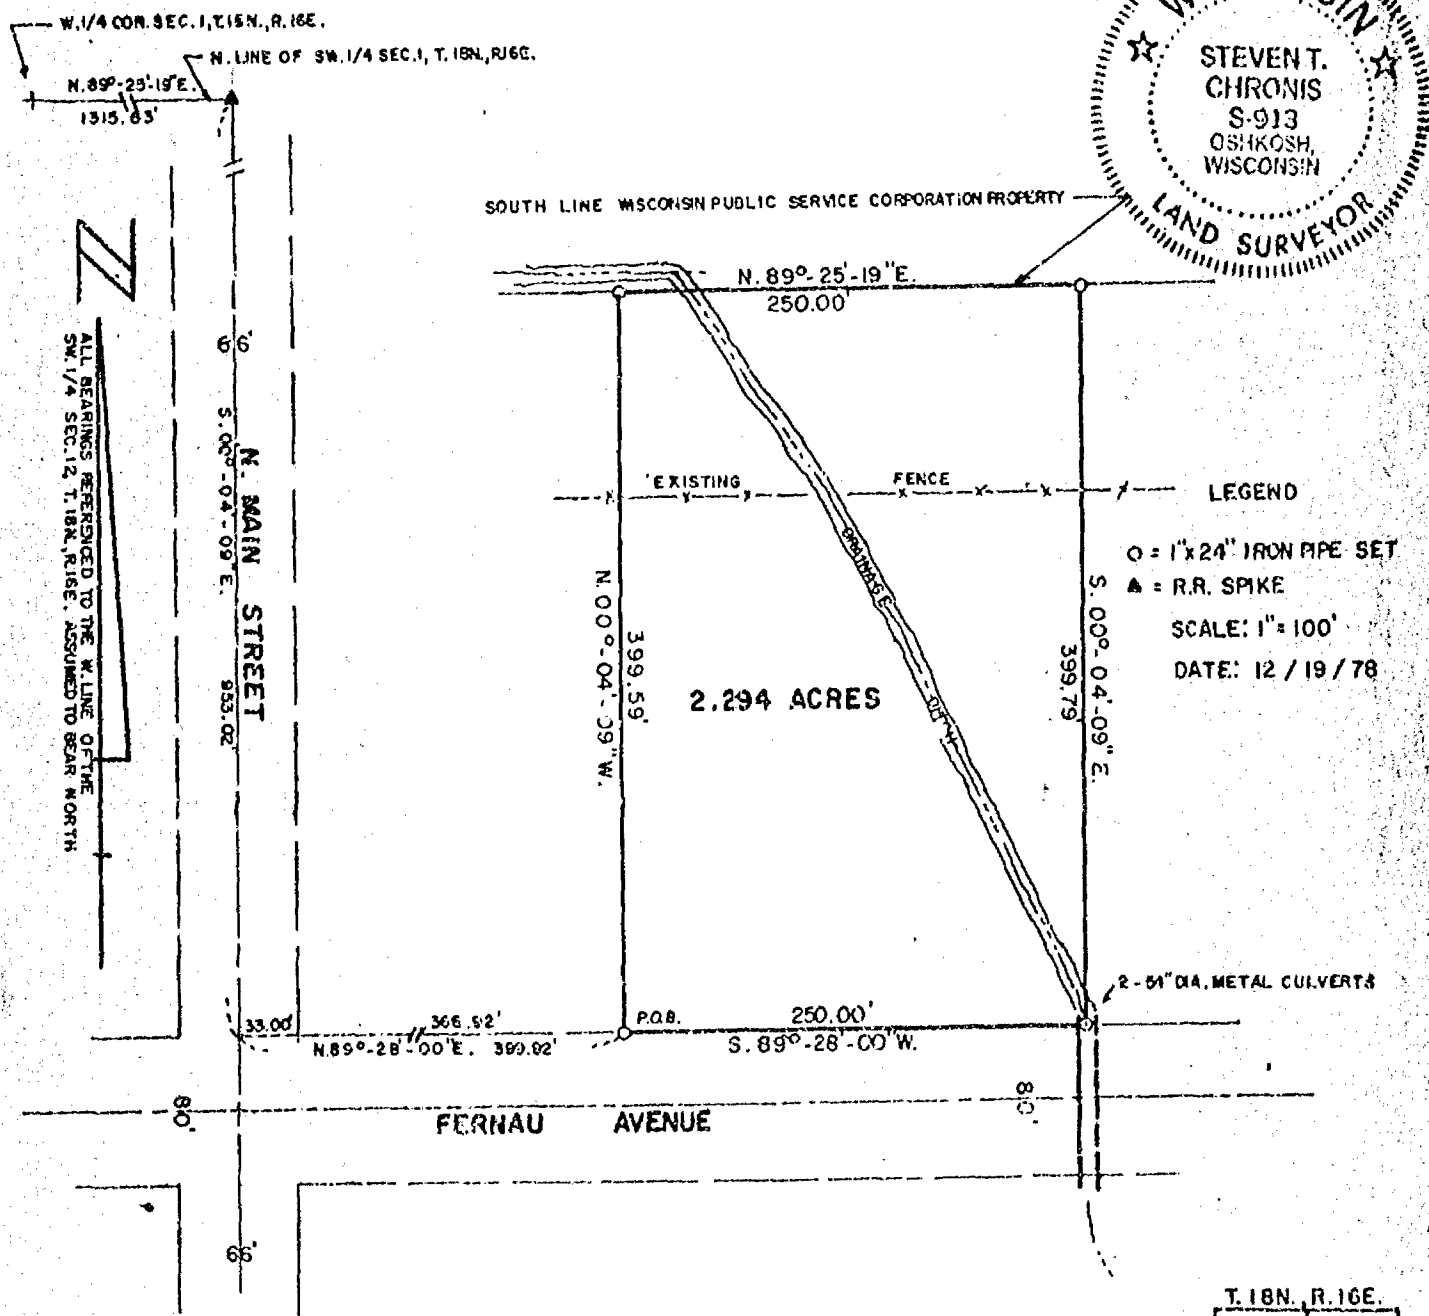 W. 1/4 COR. SEC. 1, T.18N., R.16E.
N. LINE OF SW. 1/4 SEC. 1, T. 18N., R16E.
N. 89°-25'-19"E.
1315.63'
STEVEN T.
CHRONIS
S-913
OSHKOSH,
WISCONSIN
LAND SURVEYOR
SOUTH LINE WISCONSIN PUBLIC SERVICE CORPORATION PROPERTY
N. 89°-25'-19"E.
250.00'
N
ALL BEARINGS REFERENCED TO THE W. LINE OF THE
SW. 1/4 SEC. 12, T. 18N., R.16E. ASSUMED TO BEAR NORTH
66'
S. 00°-04'-09"E.
953.02'
N. MAIN STREET
EXISTING FENCE
LEGEND
O = 1"x24" IRON PIPE SET
▲ = R.R. SPIKE
SCALE: 1"=100'
DATE: 12/19/78
DRAINAGE DITCH
N. 00°-04'-09"W.
399.59'
2.294 ACRES
S. 00°-04'-09"E.
399.79'
2-54" DIA. METAL CULVERTS
33.00'
366.92'
N.89°-28'-00"E. 399.92'
P.O.B.
250.00'
S. 89°-28'-00"W.
80'
80'
FERNAU AVENUE
66'
T. 18N., R.16E.